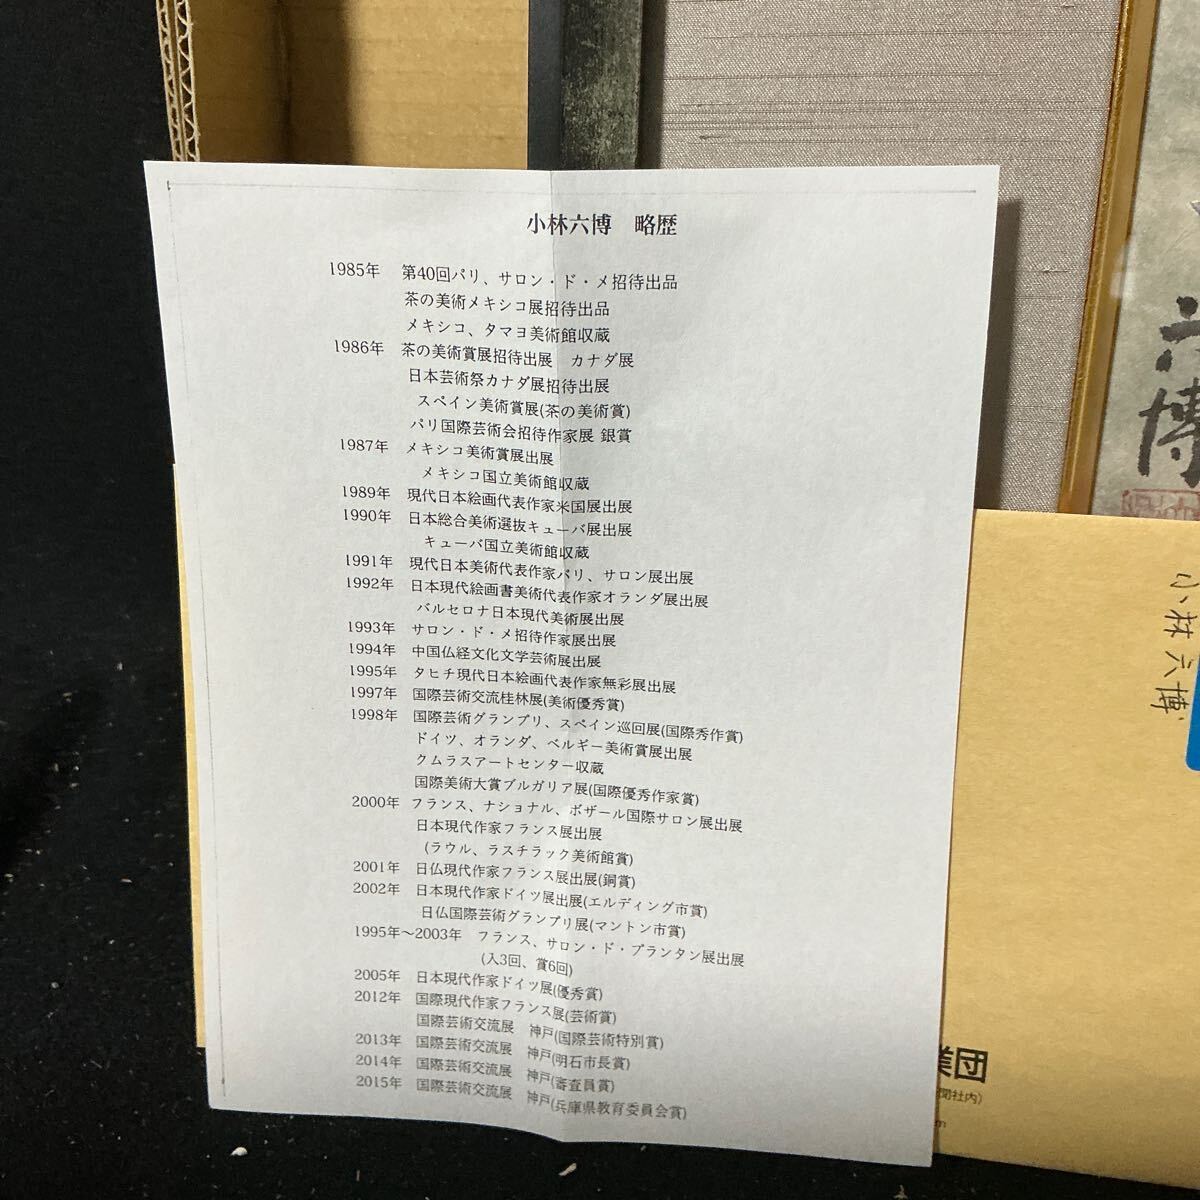 小林六博　略歴
1985年　第40回パリ、サロン・ド・メ招待出品
茶の美術メキシコ展招待出品
メキシコ、タマヨ美術館収蔵
1986年　茶の美術賞展招待出展　カナダ展
日本芸術祭カナダ展招待出展
スペイン美術賞展(茶の美術賞)
パリ国際芸術会招待作家展 銀賞
1987年　メキシコ美術賞展出展
メキシコ国立美術館収蔵
1989年　現代日本絵画代表作家米国展出展
1990年　日本総合美術選抜キューバ展出展
キューバ国立美術館収蔵
1991年　現代日本美術代表作家パリ、サロン展出展
1992年　日本現代絵画書美術代表作家オランダ展出展
バルセロナ日本現代美術展出展
1993年　サロン・ド・メ招待作家展出展
1994年　中国仏経文化文学芸術展出展
1995年　タヒチ現代日本絵画代表作家無彩展出展
1997年　国際芸術交流桂林展(美術優秀賞)
1998年　国際芸術グランプリ、スペイン巡回展(国際秀作賞)
ドイツ、オランダ、ベルギー美術賞展出展
クムラスアートセンター収蔵
国際美術大賞ブルガリア展(国際優秀作家賞)
2000年　フランス、ナショナル、ボザール国際サロン展出展
日本現代作家フランス展出展
(ラウル、ラスチラック美術館賞)
2001年　日仏現代作家フランス展出展(銅賞)
2002年　日本現代作家ドイツ展出展(エルディング市賞)
日仏国際芸術グランプリ展(マントン市賞)
1995年～2003年　フランス、サロン・ド・プランタン展出展
(入3回、賞6回)
2005年　日本現代作家ドイツ展(優秀賞)
2012年　国際現代作家フランス展(芸術賞)
国際芸術交流展　神戸(国際芸術特別賞)
2013年　国際芸術交流展　神戸(明石市長賞)
2014年　国際芸術交流展　神戸(審査員賞)
2015年　国際芸術交流展　神戸(兵庫県教育委員会賞)
六博
小林六博
業団
聞社内)
m